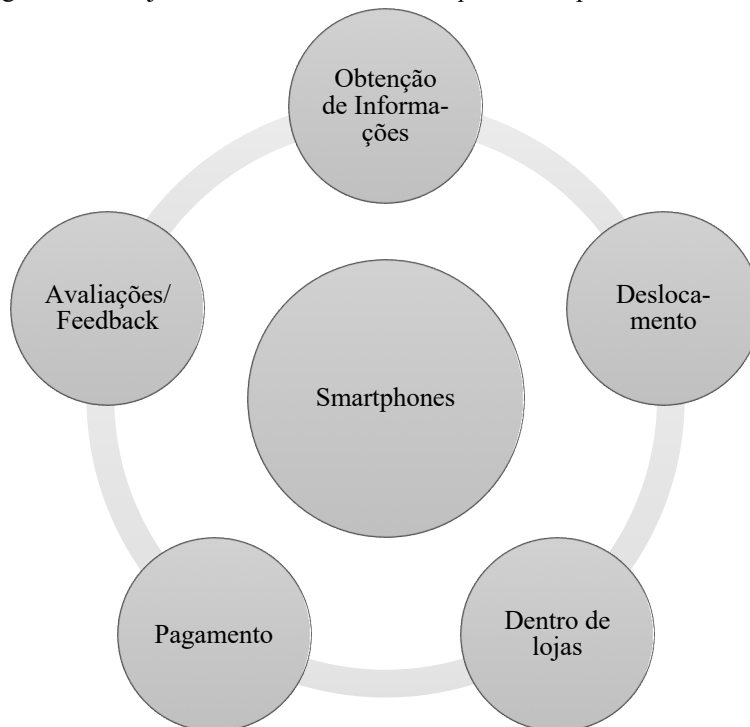 Obtenção
de Informa-
ções
Avaliações/
Feedback
Desloca-
mento
Smartphones
Pagamento
Dentro de
lojas